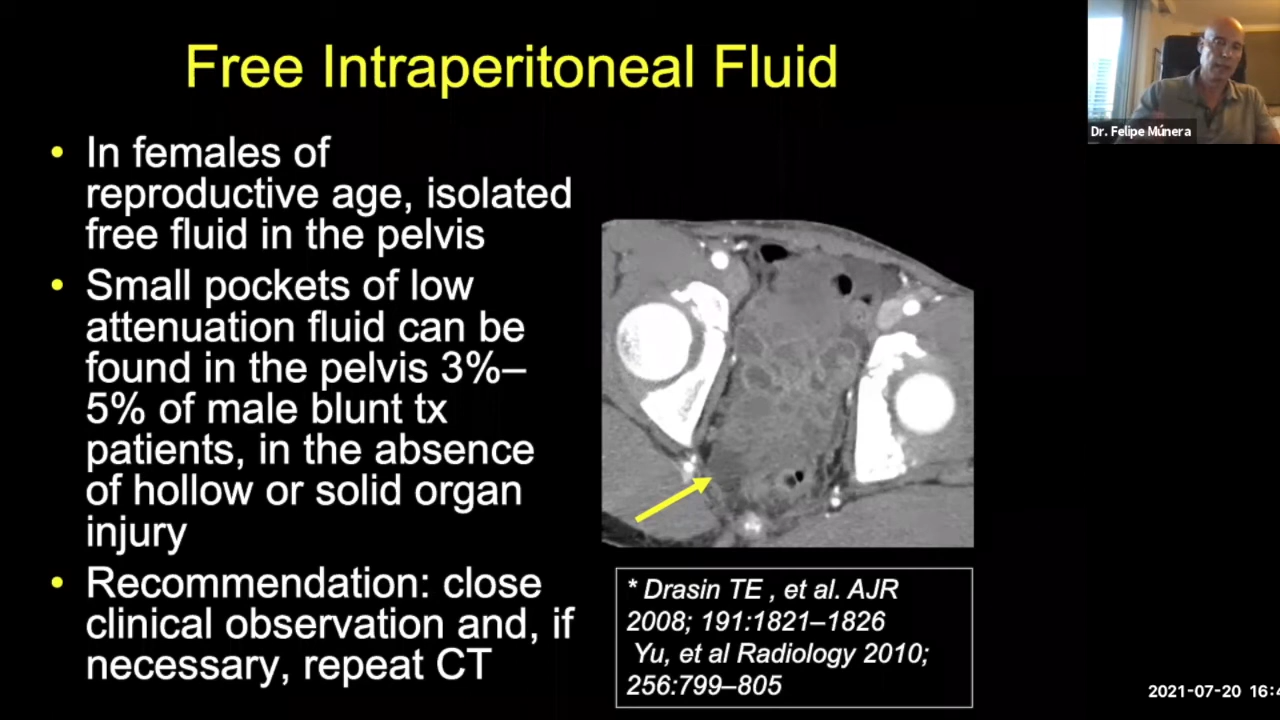 Free Intraperitoneal Fluid
• In females of
reproductive age, isolated
free fluid in the pelvis
• Small pockets of low
attenuation fluid can be
found in the pelvis 3%–
5% of male blunt tx
patients, in the absence
of hollow or solid organ
injury
• Recommendation: close
clinical observation and, if
necessary, repeat CT
* Drasin TE , et al. AJR
2008; 191:1821–1826
Yu, et al Radiology 2010;
256:799–805
Dr. Felipe Múnera
2021-07-20 16:4